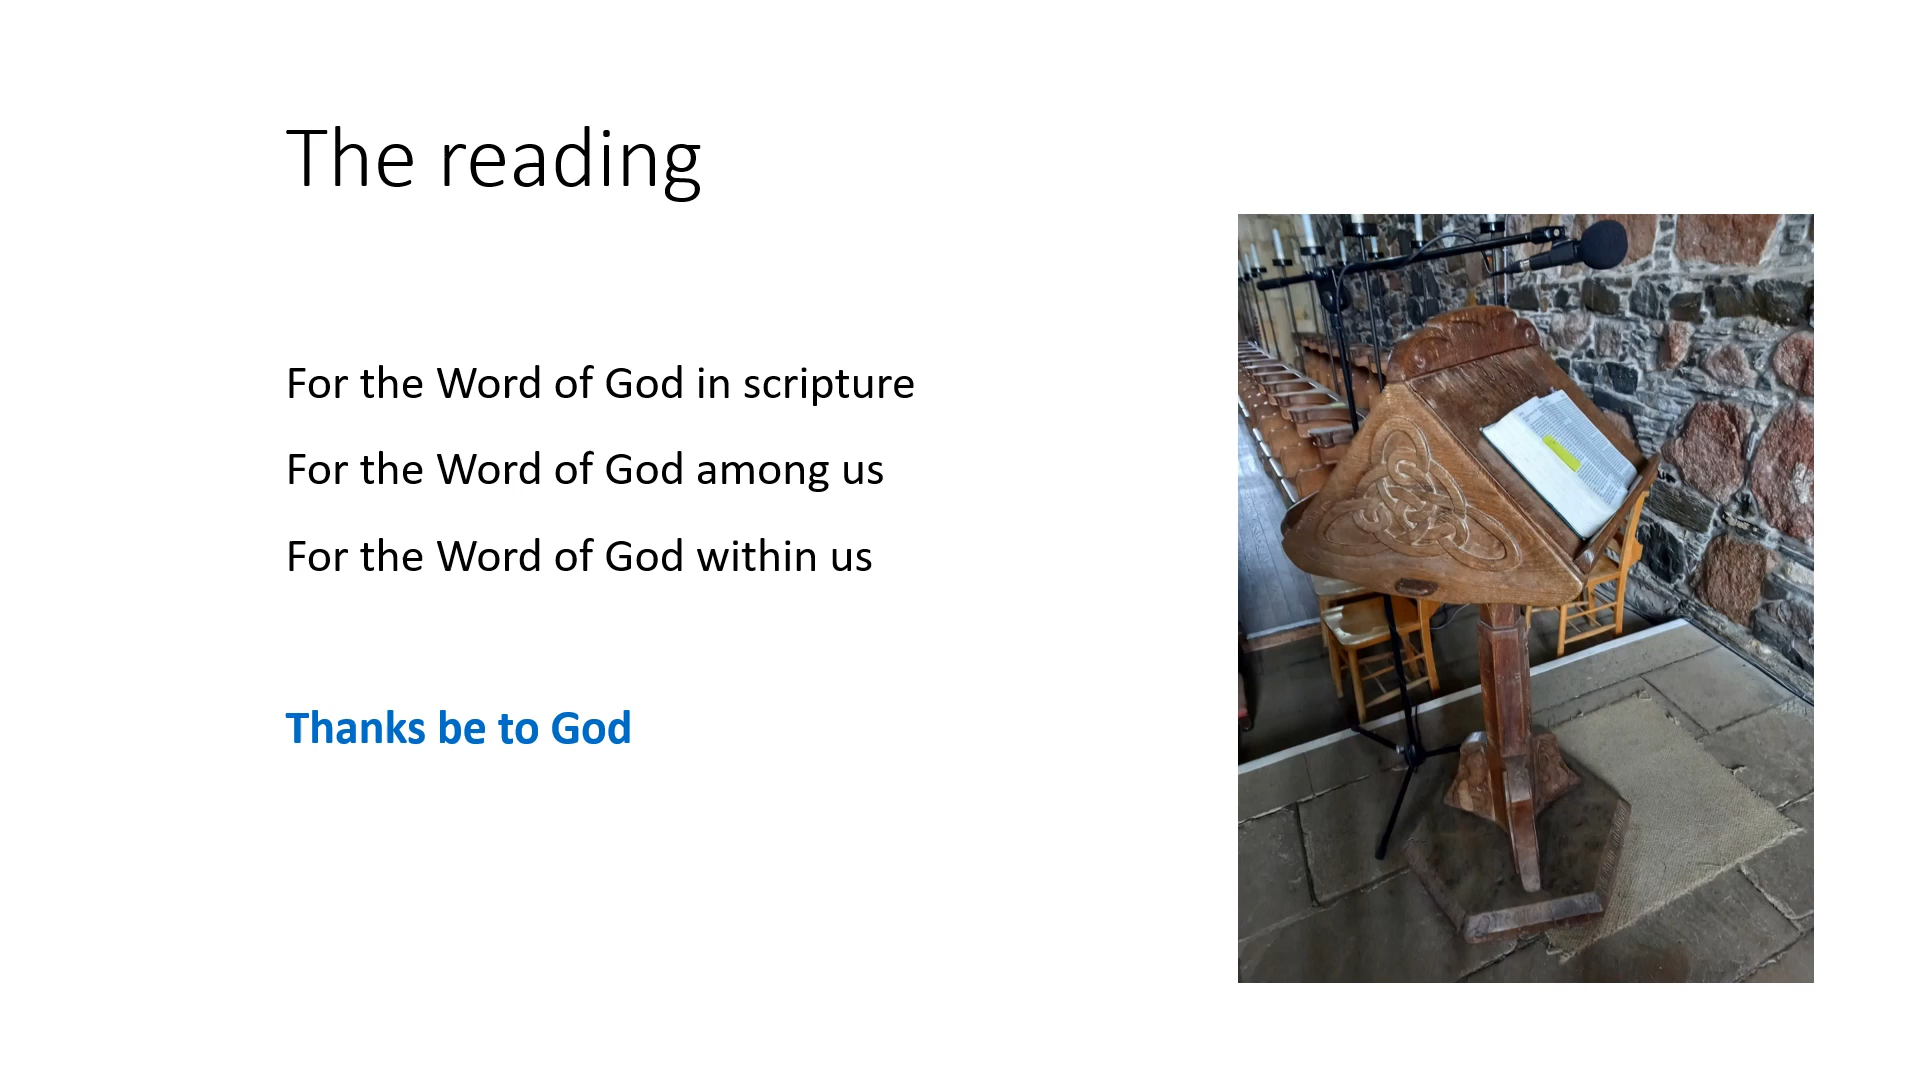 The reading
For the Word of God in scripture
For the Word of God among us
For the Word of God within us
Thanks be to God